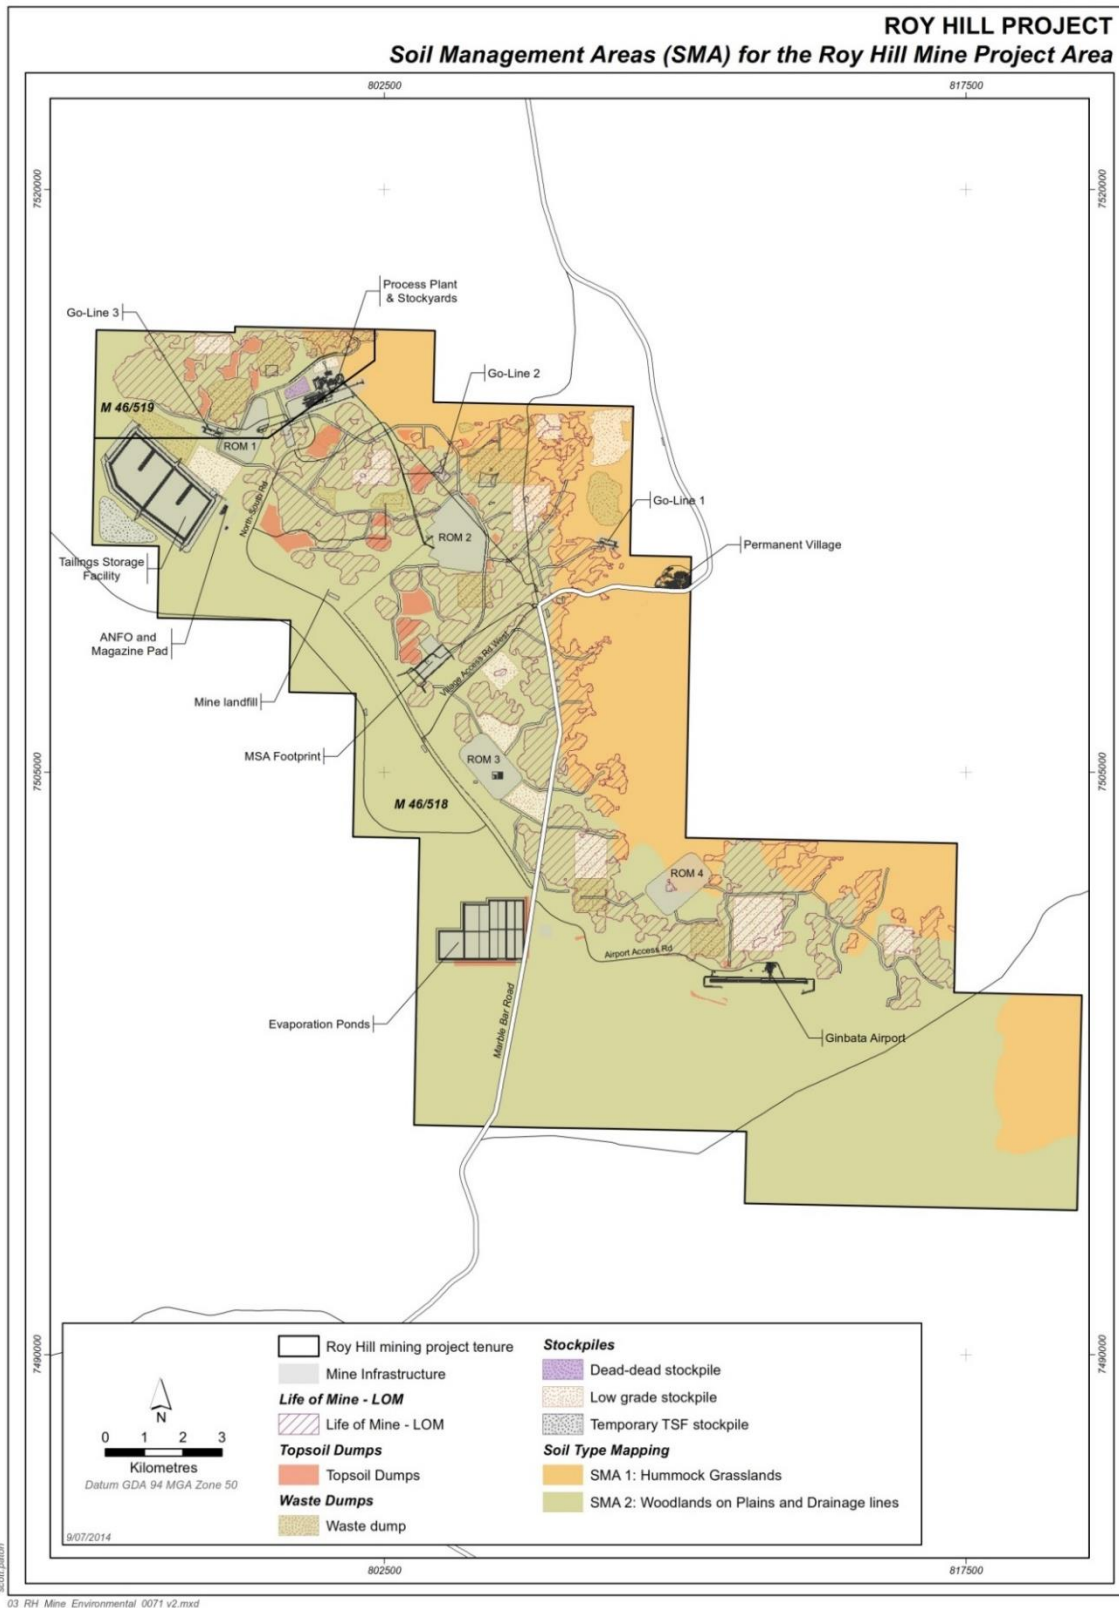 ROY HILL PROJECT
Soil Management Areas (SMA) for the Roy Hill Mine Project Area
802500
817500
7520000
7520000
Process Plant
& Stockyards
Go-Line 3
Go-Line 2
M 46/519
ROM 1
North-South Rd
Go-Line 1
ROM 2
Permanent Village
Tailings Storage
Facility
ANFO and
Magazine Pad
Village Access Rd West
Mine landfill
MSA Footprint
ROM 3
7505000
7505000
M 46/518
ROM 4
Airport Access Rd
Evaporation Ponds
Marble Bar Road
Ginbata Airport
7490000
7490000
N
0 1 2 3
Kilometres
Datum GDA 94 MGA Zone 50
9/07/2014
Roy Hill mining project tenure
Mine Infrastructure
Life of Mine - LOM
Life of Mine - LOM
Topsoil Dumps
Topsoil Dumps
Waste Dumps
Waste dump
Stockpiles
Dead-dead stockpile
Low grade stockpile
Temporary TSF stockpile
Soil Type Mapping
SMA 1: Hummock Grasslands
SMA 2: Woodlands on Plains and Drainage lines
802500
817500
03_RH_Mine_Environmental_0071_v2.mxd